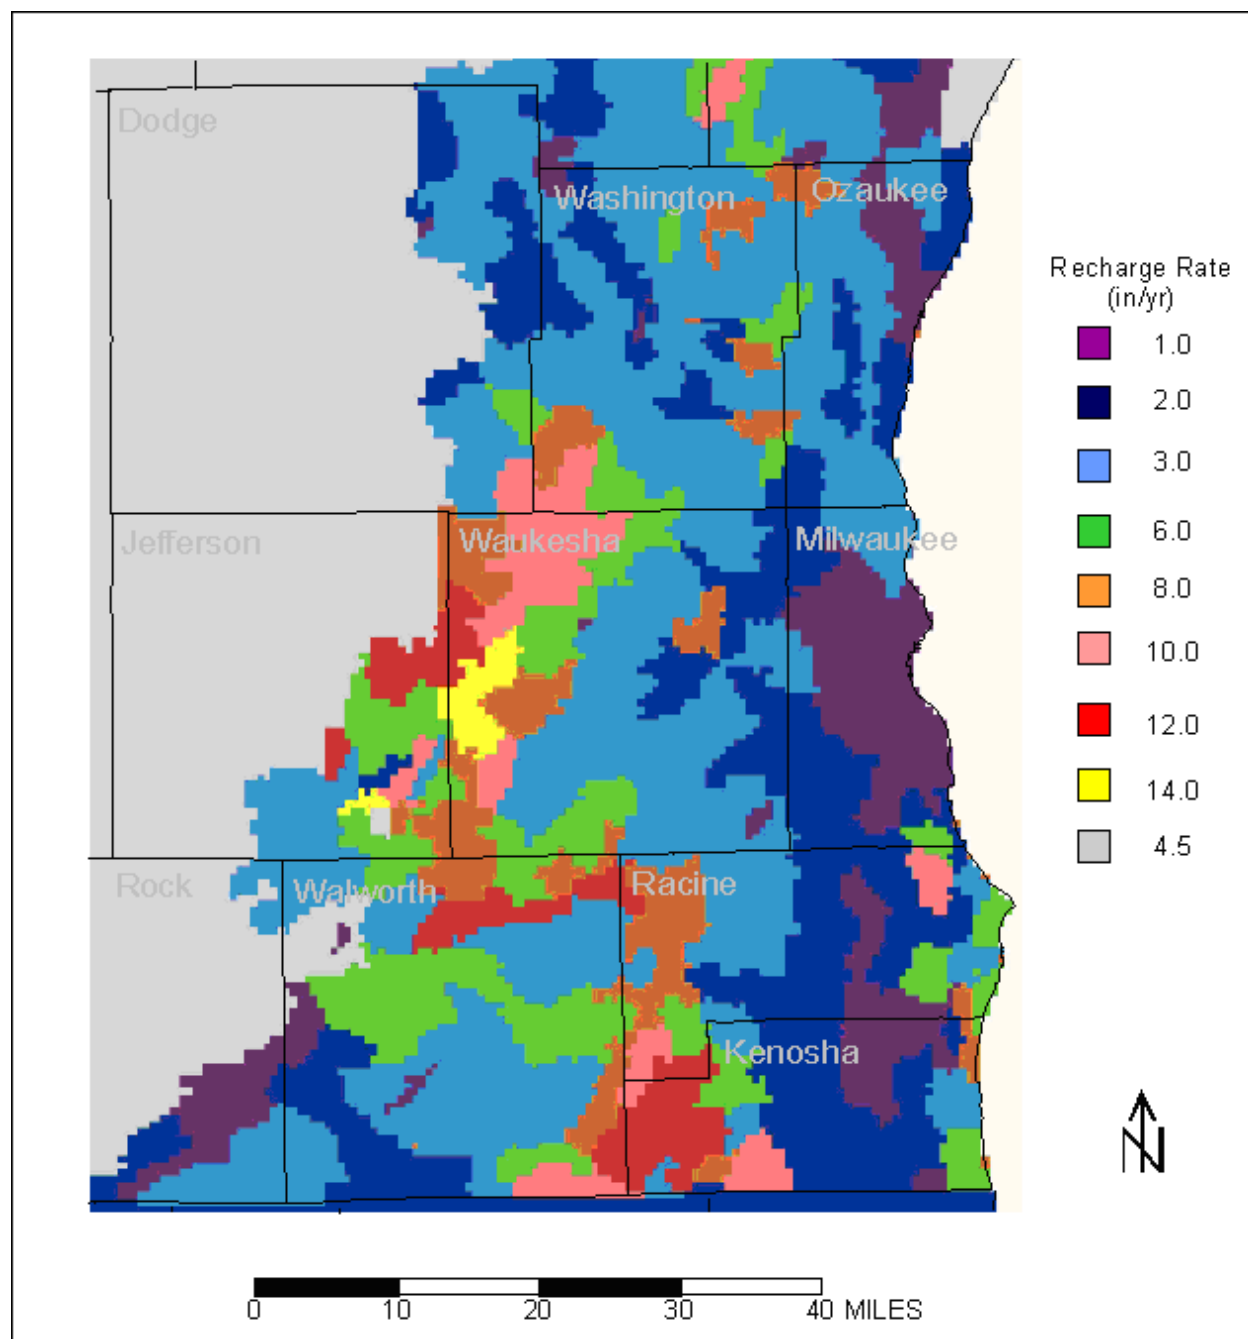 Dodge
Washington
Ozaukee
Recharge Rate
(in/yr)
1.0
2.0
3.0
6.0
8.0
10.0
12.0
14.0
4.5
Jefferson
Waukesha
Milwaukee
Rock
Walworth
Racine
Kenosha
N
0 10 20 30 40 MILES